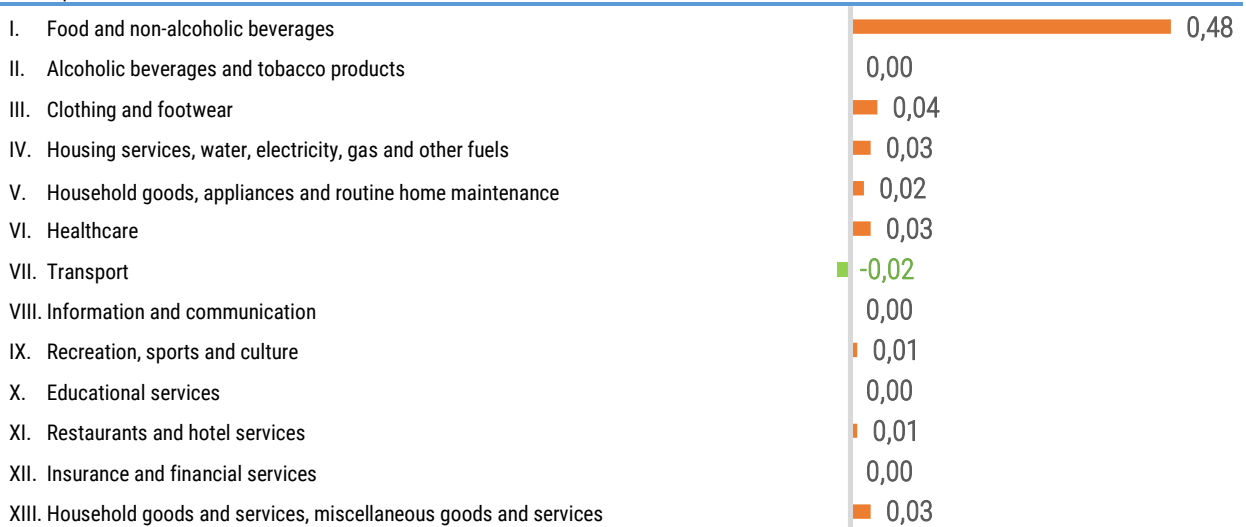 I. Food and non-alcoholic beverages 0,48
II. Alcoholic beverages and tobacco products 0,00
III. Clothing and footwear 0,04
IV. Housing services, water, electricity, gas and other fuels 0,03
V. Household goods, appliances and routine home maintenance 0,02
VI. Healthcare 0,03
VII. Transport -0,02
VIII. Information and communication 0,00
IX. Recreation, sports and culture 0,01
X. Educational services 0,00
XI. Restaurants and hotel services 0,01
XII. Insurance and financial services 0,00
XIII. Household goods and services, miscellaneous goods and services 0,03